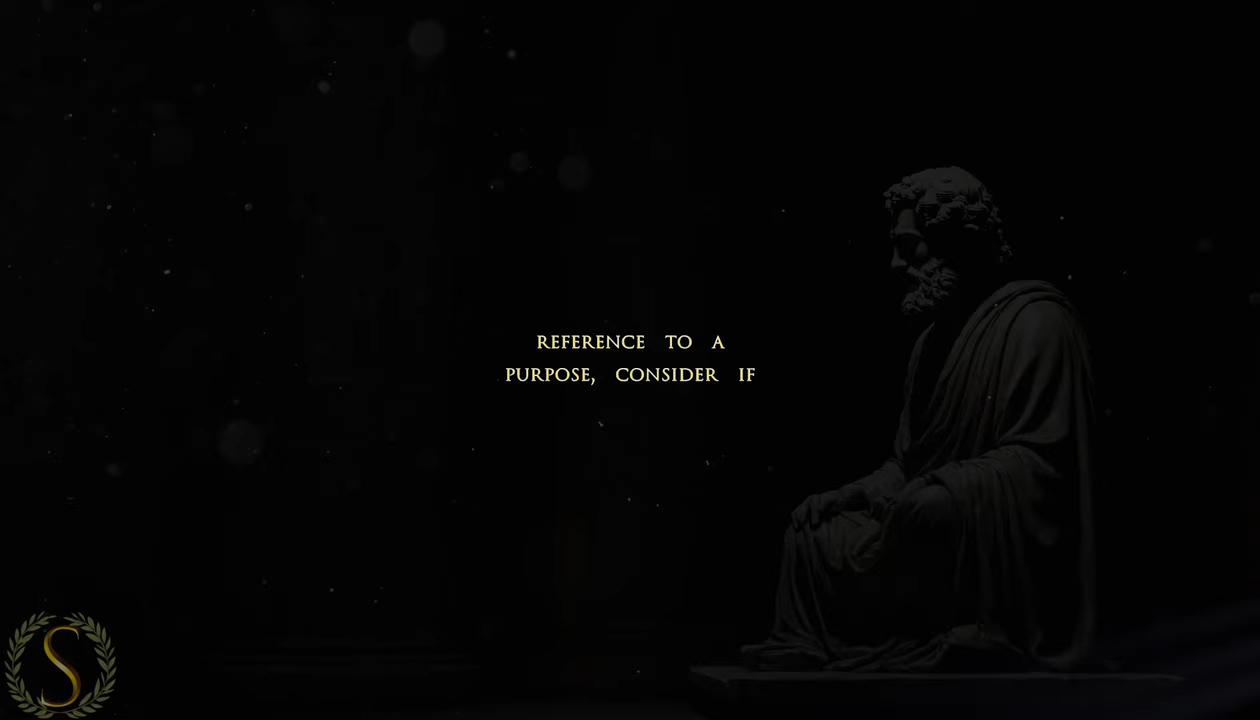 REFERENCE TO A
PURPOSE, CONSIDER IF
S